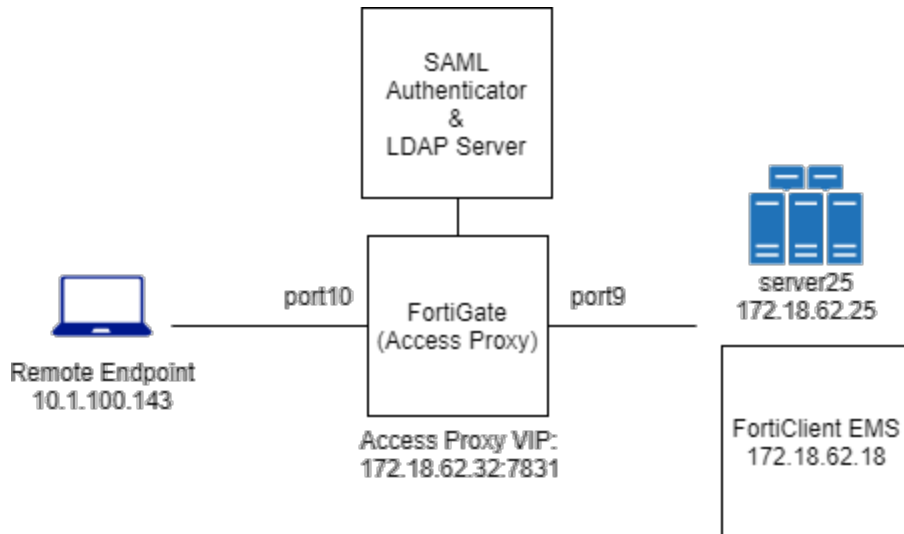 SAML
Authenticator
&
LDAP Server
port10
FortiGate
(Access Proxy)
port9
server25
172.18.62.25
Remote Endpoint
10.1.100.143
Access Proxy VIP:
172.18.62.32:7831
FortiClient EMS
172.18.62.18